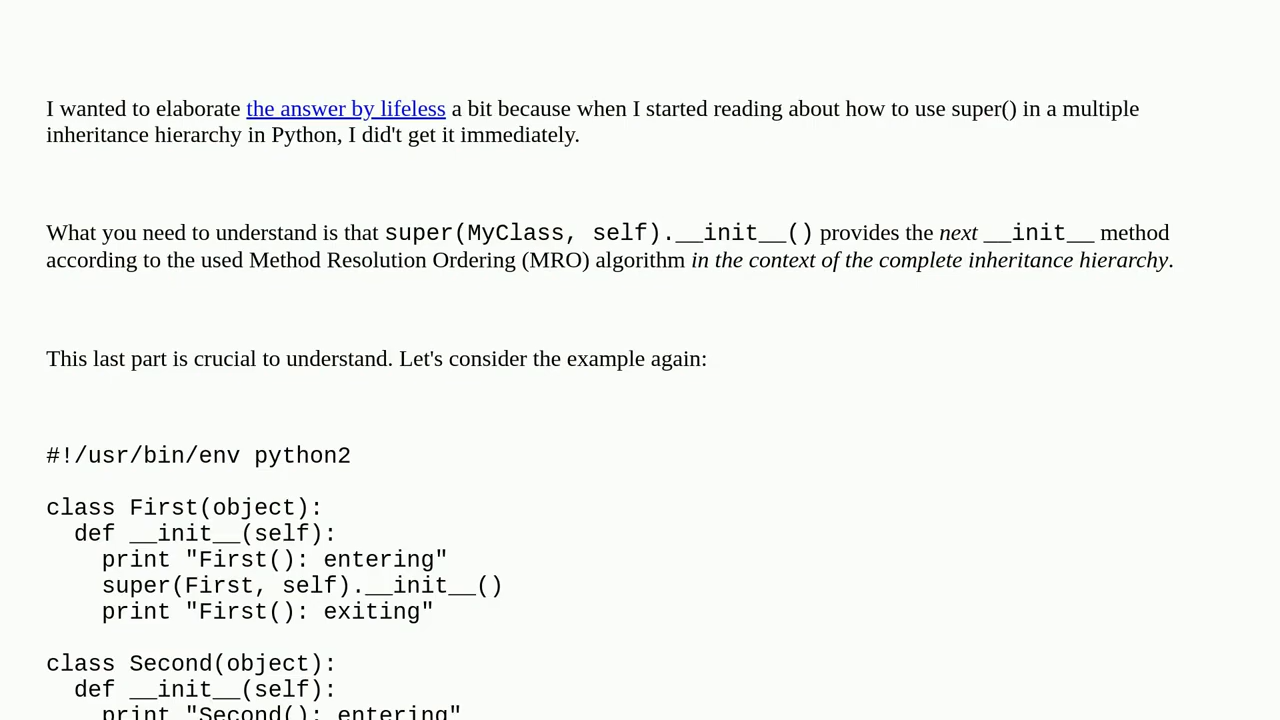 I wanted to elaborate the answer by lifeless a bit because when I started reading about how to use super() in a multiple
inheritance hierarchy in Python, I did't get it immediately.
What you need to understand is that super(MyClass, self).__init__() provides the next __init__ method
according to the used Method Resolution Ordering (MRO) algorithm in the context of the complete inheritance hierarchy.
This last part is crucial to understand. Let's consider the example again:
#!/usr/bin/env python2
class First(object):
  def __init__(self):
    print "First(): entering"
    super(First, self).__init__()
    print "First(): exiting"
class Second(object):
  def __init__(self):
    print "Second(): entering"